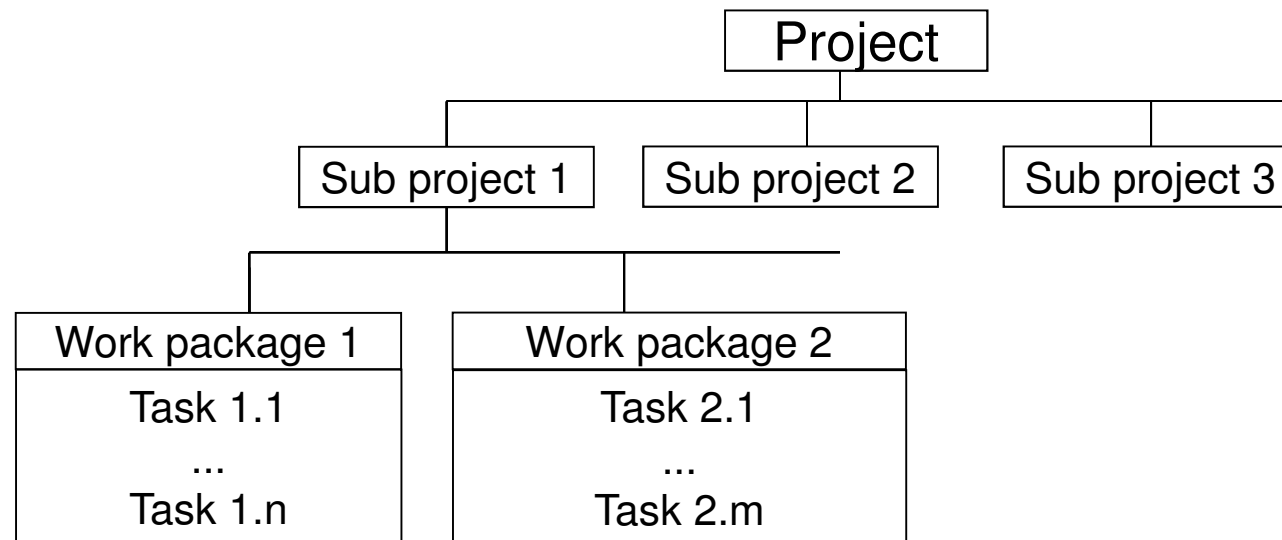 Project
Sub project 1
Sub project 2
Sub project 3
Work package 1
Work package 2
Task 1.1
...
Task 1.n
Task 2.1
...
Task 2.m